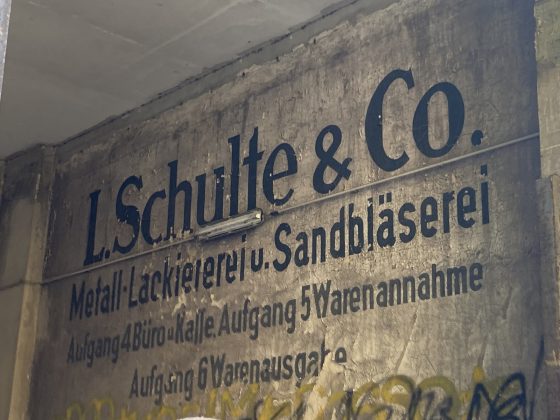 L. Schulte & Co.
Metall-Lackiererei u. Sandbläserei
Aufgang 4 Büro u. Kasse. Aufgang 5 Warenannahme
Aufgang 6 Warenausgabe